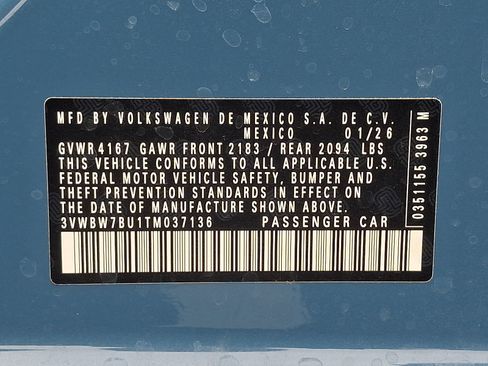 MFD BY VOLKSWAGEN DE MEXICO S.A. DE C.V.
MEXICO 01/26
GVWR 4167 GAWR FRONT 2183 / REAR 2094 LBS
THIS VEHICLE CONFORMS TO ALL APPLICABLE U.S.
FEDERAL MOTOR VEHICLE SAFETY, BUMPER AND
THEFT PREVENTION STANDARDS IN EFFECT ON
THE DATE OF MANUFACTURE SHOWN ABOVE.
3VWBW7BU1TM037136 PASSENGER CAR
0351155 3963 M